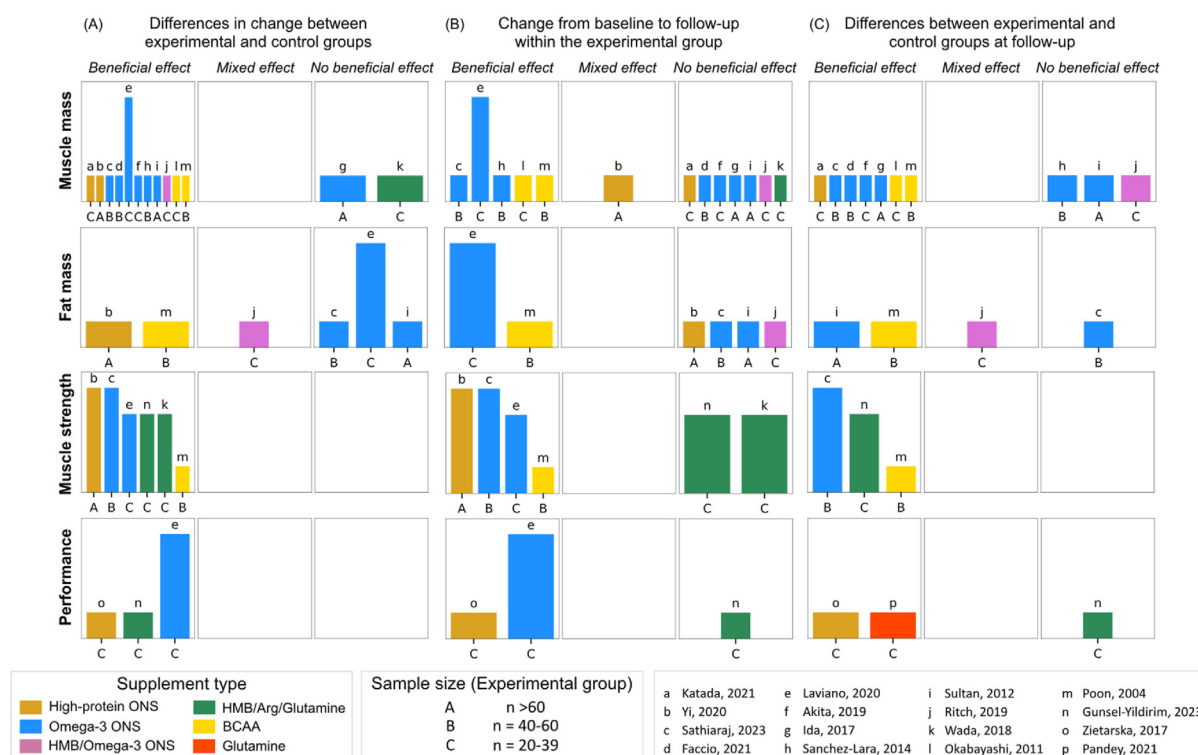 (A) Differences in change between experimental and control groups
(B) Change from baseline to follow-up within the experimental group
(C) Differences between experimental and control groups at follow-up
Beneficial effect Mixed effect No beneficial effect Beneficial effect Mixed effect No beneficial effect Beneficial effect Mixed effect No beneficial effect
Muscle mass
a b c d e f h i j l m g k c e h l m b a d f g i j k a c d f g l m h i j
C A B B C C B A C C B A C B C B C B A C B C A A C C C B B C A C B B A C
Fat mass
b m j c e i e m b c i j i m j c
A B C B C A C B A B A C A B C B
Muscle strength
b c e n k m b c e m n k c n m
A B C C C B A B C B C C B C B
Performance
o n e o e n o p n
C C C C C C C C C
Supplement type
High-protein ONS HMB/Arg/Glutamine
Omega-3 ONS BCAA
HMB/Omega-3 ONS Glutamine
Sample size (Experimental group)
A n >60
B n = 40-60
C n = 20-39
a Katada, 2021 e Laviano, 2020 i Sultan, 2012 m Poon, 2004
b Yi, 2020 f Akita, 2019 j Ritch, 2019 n Gunsel-Yildirim, 2023
c Sathiaraj, 2023 g Ida, 2017 k Wada, 2018 o Zietarska, 2017
d Faccio, 2021 h Sanchez-Lara, 2014 l Okabayashi, 2011 p Pandey, 2021